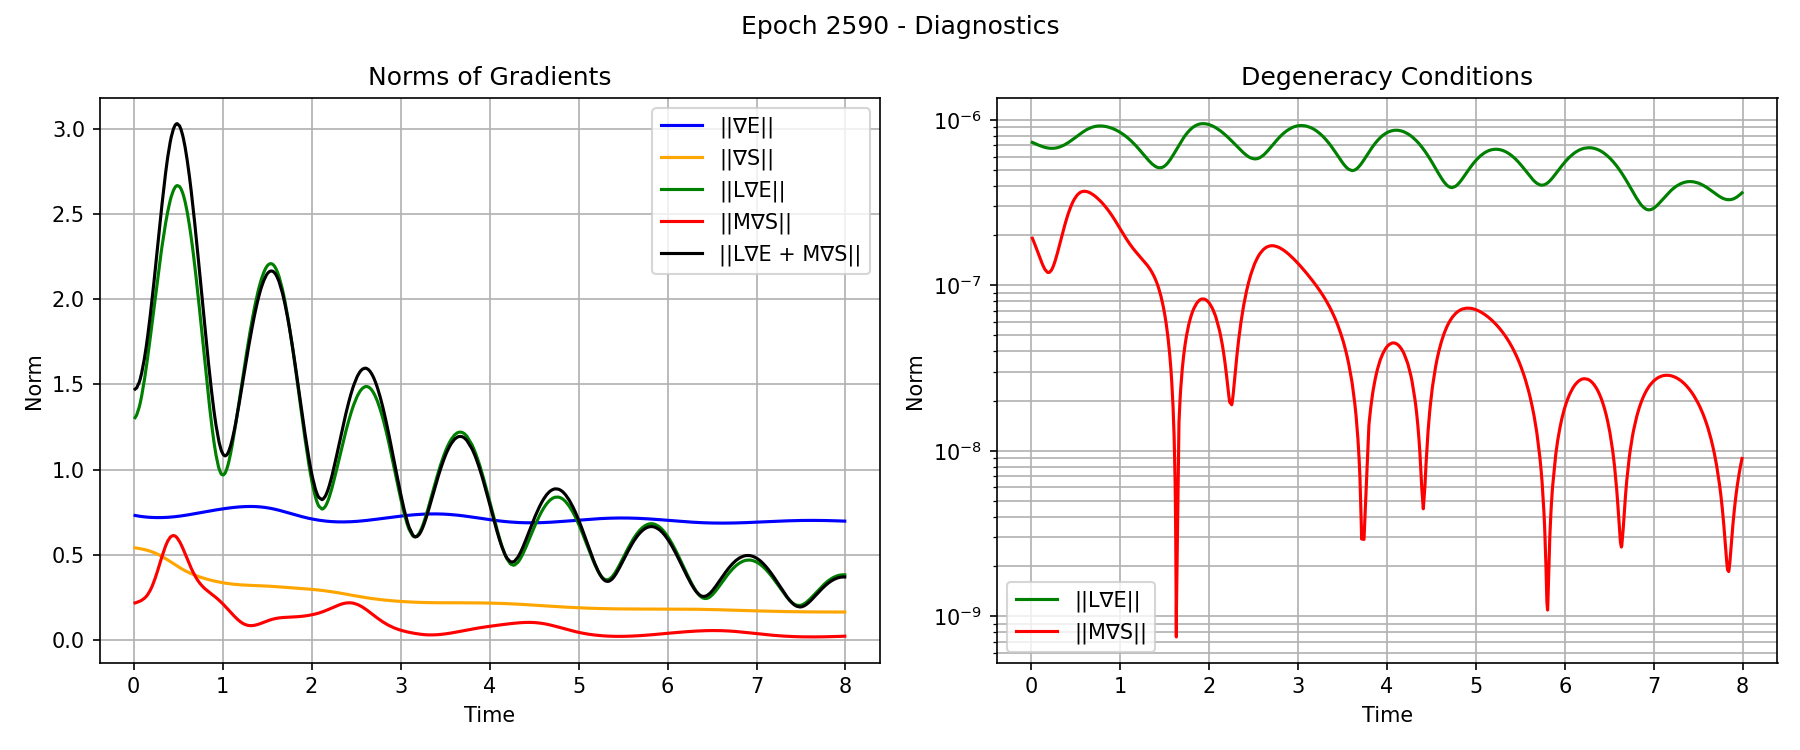 Epoch 2590 - Diagnostics
Norms of Gradients
Norm
3.0
2.5
2.0
1.5
1.0
0.5
0.0
0 1 2 3 4 5 6 7 8
Time
||∇E||
||∇S||
||L∇E||
||M∇S||
||L∇E + M∇S||
Degeneracy Conditions
Norm
10⁻⁶
10⁻⁷
10⁻⁸
10⁻⁹
0 1 2 3 4 5 6 7 8
Time
||L∇E||
||M∇S||